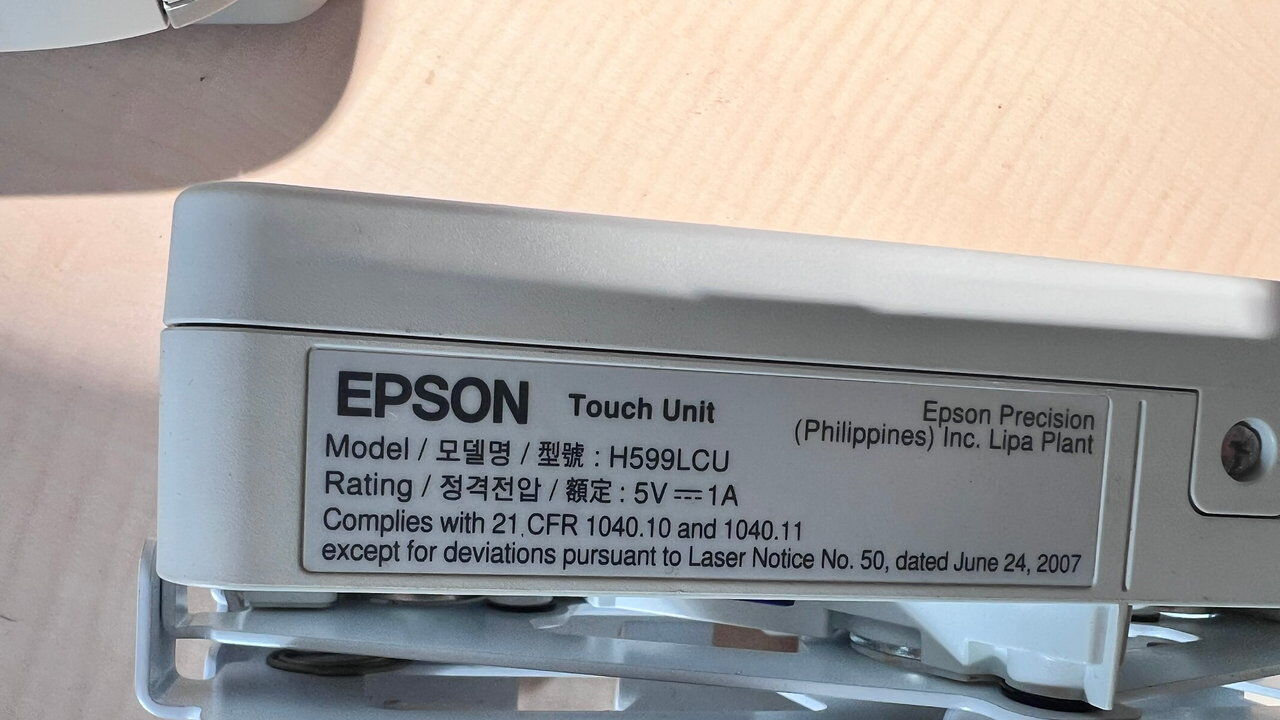 EPSON Touch Unit
Epson Precision
(Philippines) Inc. Lipa Plant
Model / 모델명 / 型號 : H599LCU
Rating / 정격전압 / 額定 : 5V ⎓ 1A
Complies with 21 CFR 1040.10 and 1040.11
except for deviations pursuant to Laser Notice No. 50, dated June 24, 2007